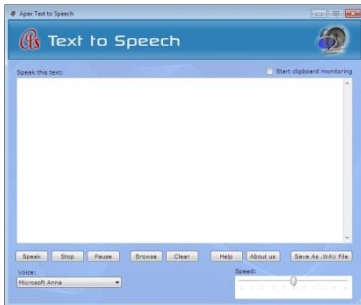 Apex Text to Speech
Text to Speech
Speak this text:
Start clipboard monitoring
Speak Stop Pause Browse Clear Help About us Save As .WAV File
Voice:
Speed:
Microsoft Anna